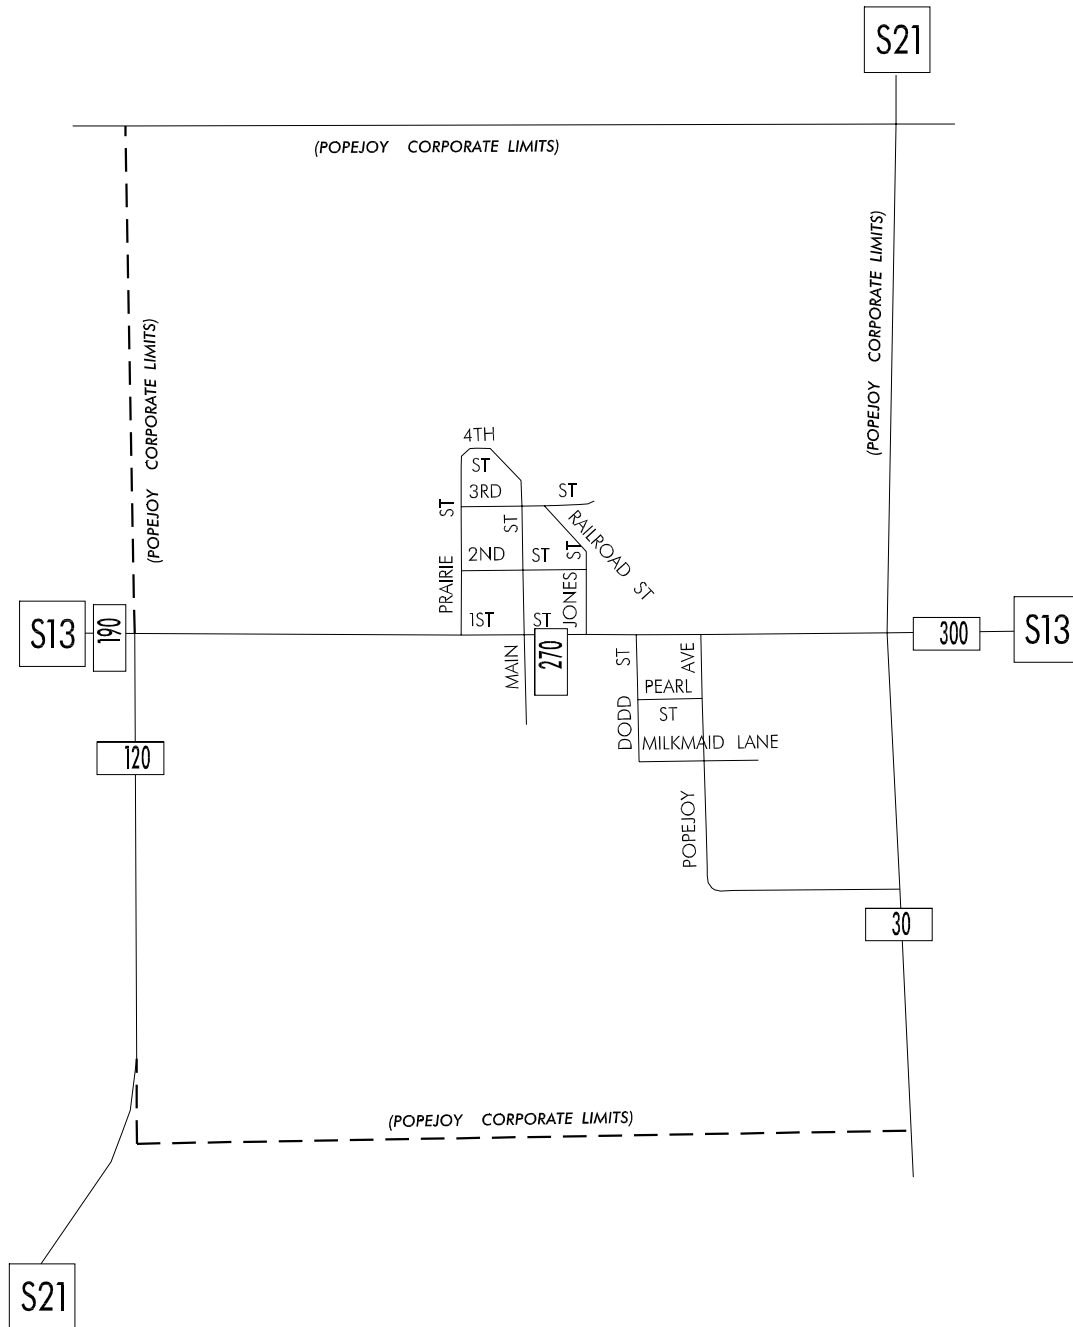 S21
(POPEJOY CORPORATE LIMITS)
(POPEJOY CORPORATE LIMITS)
(POPEJOY CORPORATE LIMITS)
4TH ST
3RD ST
PRAIRIE ST
RAILROAD ST
2ND ST
JONES ST
1ST ST
MAIN ST
S13
190
270
300
S13
DODD ST
PEARL ST
POPEJOY AVE
MILKMAID LANE
120
30
(POPEJOY CORPORATE LIMITS)
S21